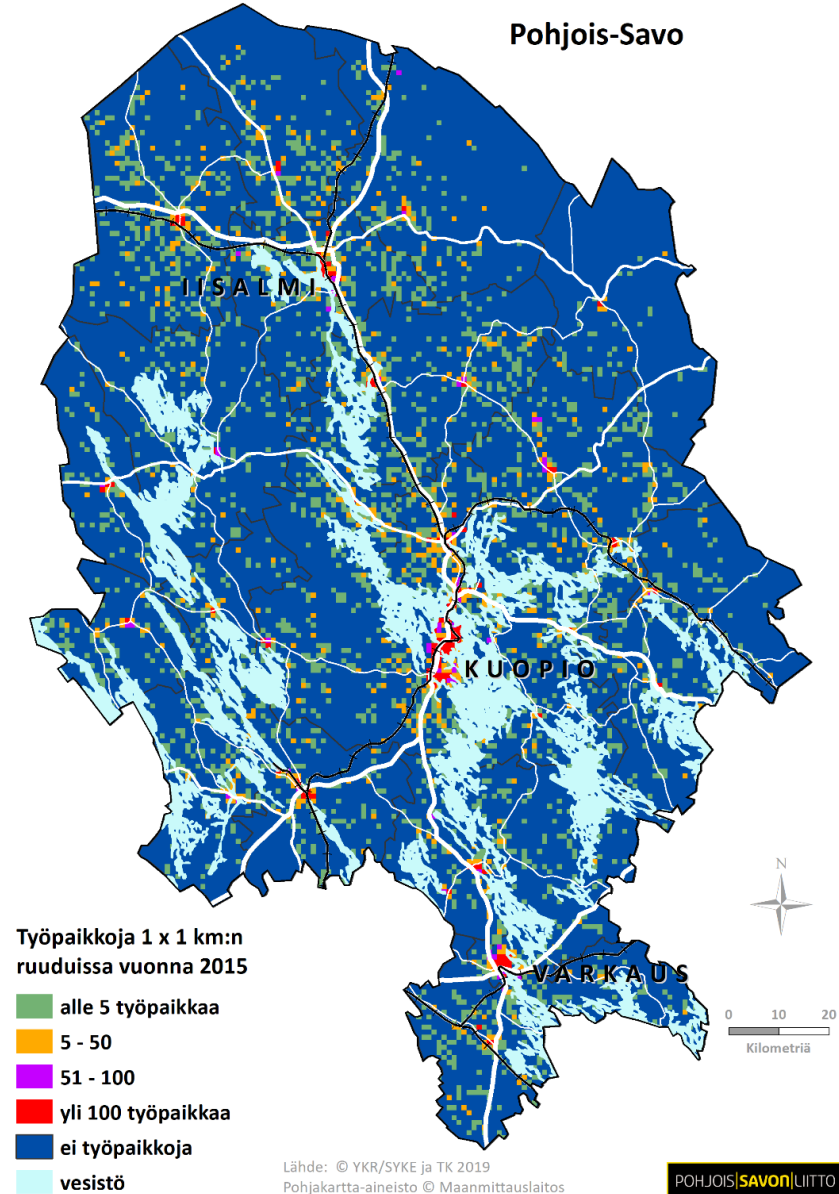 Pohjois-Savo
IISALMI
KUOPIO
VARKAUS
N
Työpaikkoja 1 x 1 km:n
ruuduissa vuonna 2015
alle 5 työpaikkaa
5 - 50
51 - 100
yli 100 työpaikkaa
ei työpaikkoja
vesistö
0 10 20
Kilometriä
Lähde: © YKR/SYKE ja TK 2019
Pohjakartta-aineisto © Maanmittauslaitos
POHJOIS|SAVON|LIITTO